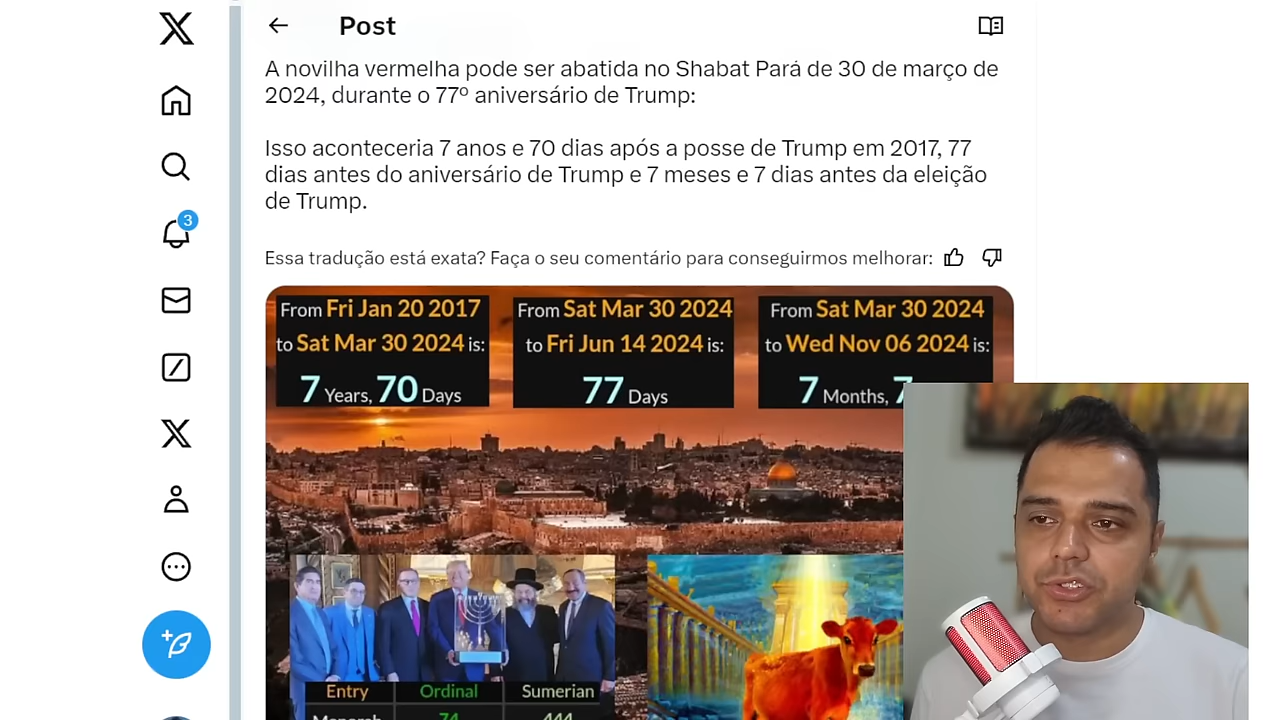 Post
A novilha vermelha pode ser abatida no Shabat Pará de 30 de março de
2024, durante o 77º aniversário de Trump:
Isso aconteceria 7 anos e 70 dias após a posse de Trump em 2017, 77
dias antes do aniversário de Trump e 7 meses e 7 dias antes da eleição
de Trump.
Essa tradução está exata? Faça o seu comentário para conseguirmos melhorar:
3
From Fri Jan 20 2017
to Sat Mar 30 2024 is:
7 Years, 70 Days
From Sat Mar 30 2024
to Fri Jun 14 2024 is:
77 Days
From Sat Mar 30 2024
to Wed Nov 06 2024 is:
7 Months, 7
Entry Ordinal Sumerian
Monarch 74 444